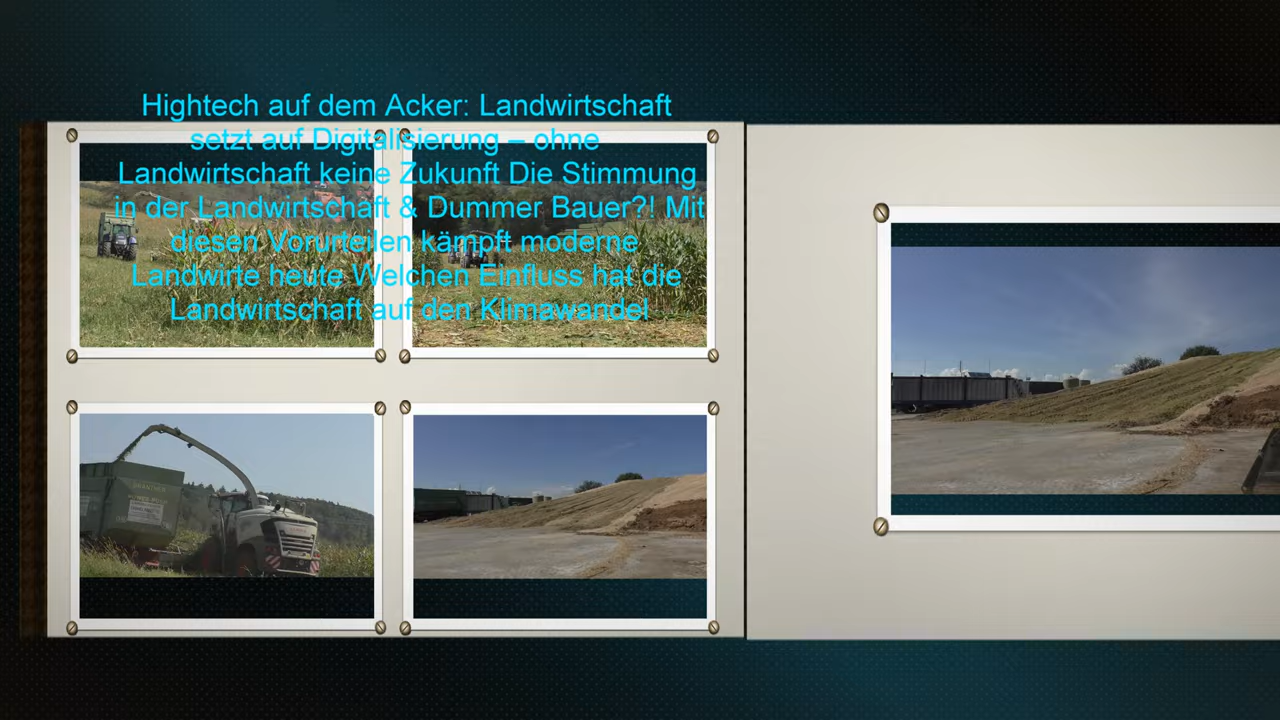 Hightech auf dem Acker: Landwirtschaft
setzt auf Digitalisierung – ohne
Landwirtschaft keine Zukunft Die Stimmung
in der Landwirtschaft & Dummer Bauer?! Mit
diesen Vorurteilen kämpft moderne
Landwirte heute Welchen Einfluss hat die
Landwirtschaft auf den Klimawandel